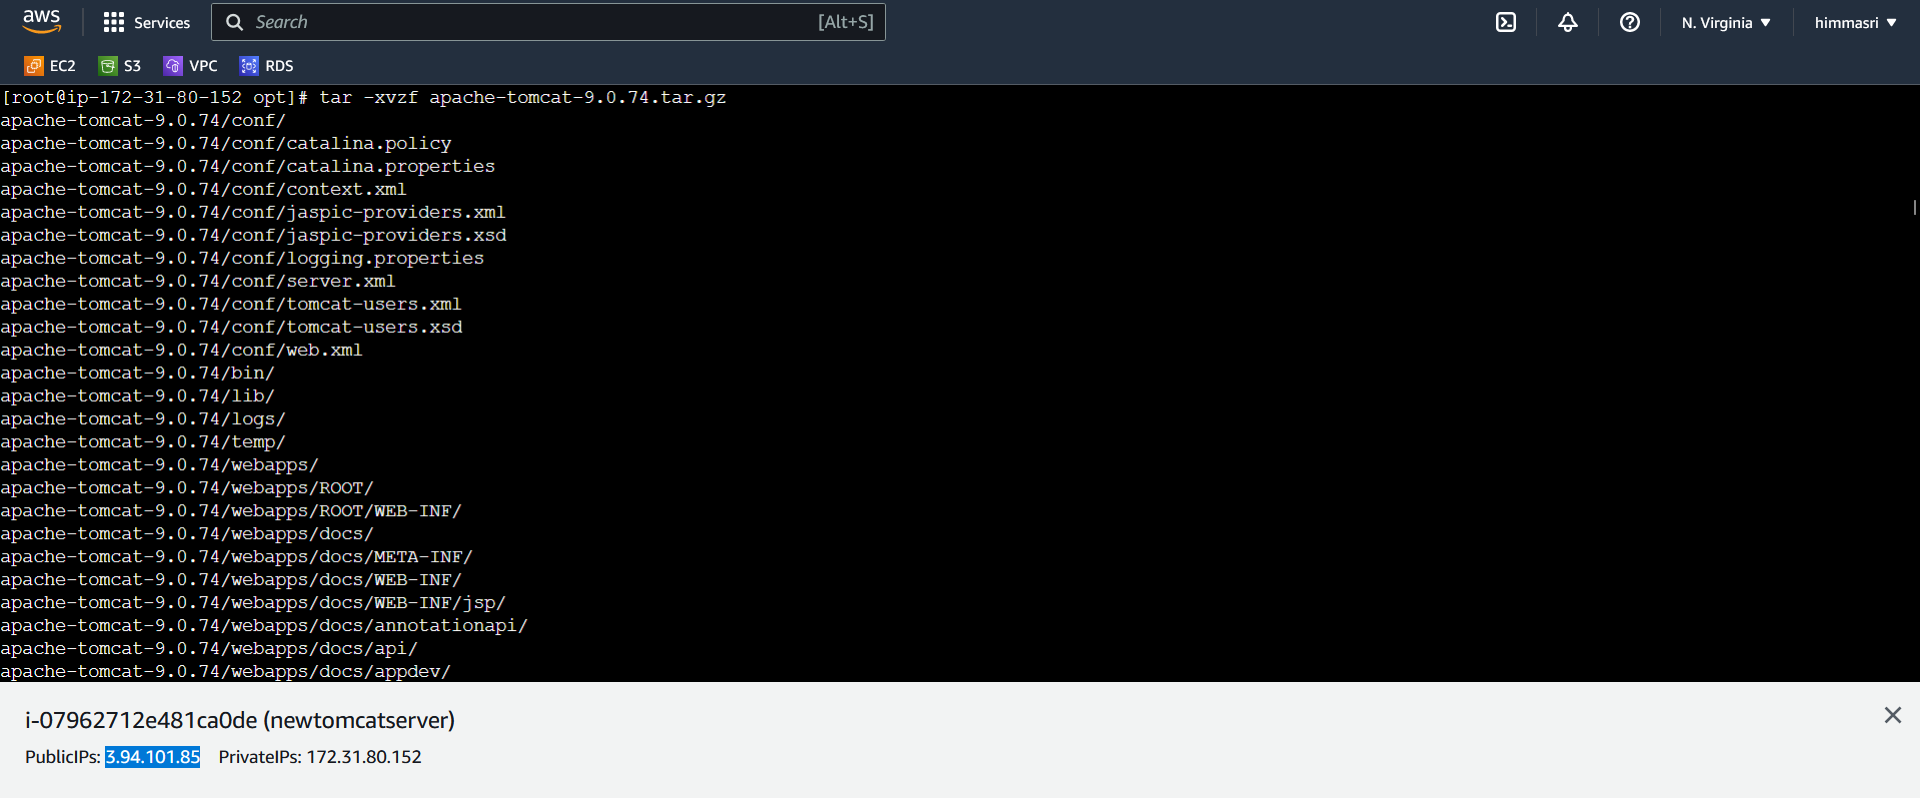 aws
Services
Search
[Alt+S]
N. Virginia
himmasri
EC2
S3
VPC
RDS
[root@ip-172-31-80-152 opt]# tar -xvzf apache-tomcat-9.0.74.tar.gz
apache-tomcat-9.0.74/conf/
apache-tomcat-9.0.74/conf/catalina.policy
apache-tomcat-9.0.74/conf/catalina.properties
apache-tomcat-9.0.74/conf/context.xml
apache-tomcat-9.0.74/conf/jaspic-providers.xml
apache-tomcat-9.0.74/conf/jaspic-providers.xsd
apache-tomcat-9.0.74/conf/logging.properties
apache-tomcat-9.0.74/conf/server.xml
apache-tomcat-9.0.74/conf/tomcat-users.xml
apache-tomcat-9.0.74/conf/tomcat-users.xsd
apache-tomcat-9.0.74/conf/web.xml
apache-tomcat-9.0.74/bin/
apache-tomcat-9.0.74/lib/
apache-tomcat-9.0.74/logs/
apache-tomcat-9.0.74/temp/
apache-tomcat-9.0.74/webapps/
apache-tomcat-9.0.74/webapps/ROOT/
apache-tomcat-9.0.74/webapps/ROOT/WEB-INF/
apache-tomcat-9.0.74/webapps/docs/
apache-tomcat-9.0.74/webapps/docs/META-INF/
apache-tomcat-9.0.74/webapps/docs/WEB-INF/
apache-tomcat-9.0.74/webapps/docs/WEB-INF/jsp/
apache-tomcat-9.0.74/webapps/docs/annotationapi/
apache-tomcat-9.0.74/webapps/docs/api/
apache-tomcat-9.0.74/webapps/docs/appdev/
i-07962712e481ca0de (newtomcatserver)
PublicIPs: 3.94.101.85 PrivateIPs: 172.31.80.152